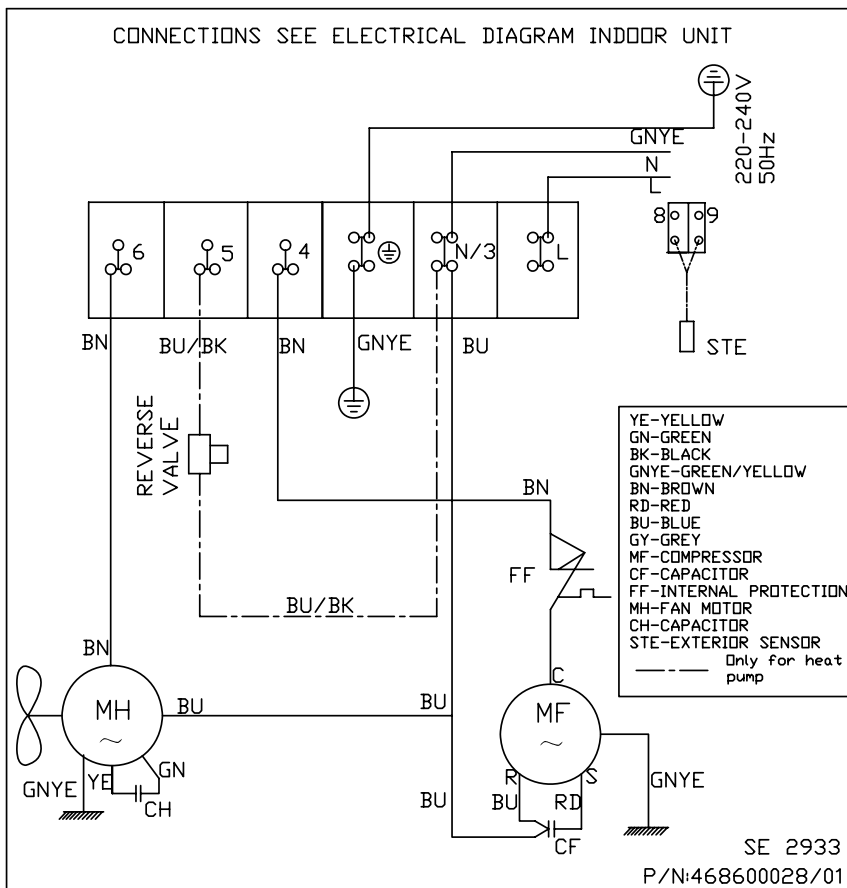 CONNECTIONS SEE ELECTRICAL DIAGRAM INDOOR UNIT
220-240V
50Hz
GNYE
N
L
8
9
6
5
4
N/3
L
STE
BN
BU/BK
BN
GNYE
BU
REVERSE
VALVE
BN
FF
BU/BK
YE-YELLOW
GN-GREEN
BK-BLACK
GNYE-GREEN/YELLOW
BN-BROWN
RD-RED
BU-BLUE
GY-GREY
MF-COMPRESSOR
CF-CAPACITOR
FF-INTERNAL PROTECTION
MH-FAN MOTOR
CH-CAPACITOR
STE-EXTERIOR SENSOR
Only for heat
pump
BN
MH
~
BU
BU
GNYE
YE
GN
CH
C
MF
~
R
S
BU
BU
RD
CF
GNYE
SE 2933
P/N:468600028/01